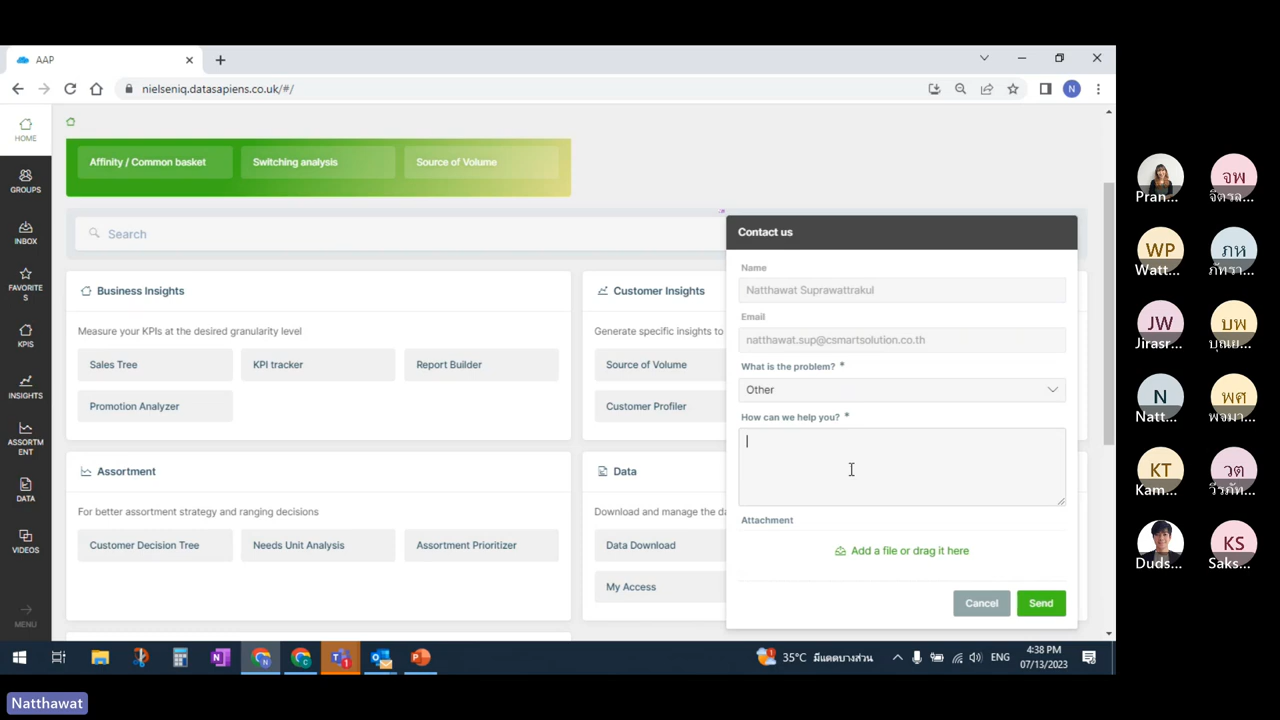 AAP
nielseniq.datasapiens.co.uk/#/
N
HOME
GROUPS
INBOX
FAVORITE
S
KPIS
INSIGHTS
ASSORTM
ENT
DATA
VIDEOS
MENU
Affinity / Common basket
Switching analysis
Source of Volume
Search
Business Insights
Measure your KPIs at the desired granularity level
Sales Tree
KPI tracker
Report Builder
Promotion Analyzer
Customer Insights
Generate specific insights to
Source of Volume
Customer Profiler
Assortment
For better assortment strategy and ranging decisions
Customer Decision Tree
Needs Unit Analysis
Assortment Prioritizer
Data
Download and manage the da
Data Download
My Access
Contact us
Name
Natthawat Suprawattrakul
Email
natthawat.sup@csmartsolution.co.th
What is the problem? *
Other
How can we help you? *
Attachment
Add a file or drag it here
Cancel
Send
35°C มีแดดบางส่วน
ENG
4:38 PM
07/13/2023
Pran...
จพ
จิตรล...
WP
Watt...
ภห
ภัทรา...
JW
Jirasr...
บพ
บุณย...
N
Natt...
พศ
พจมา...
KT
Kam...
วต
วีรภัท...
Duds...
KS
Saks...
Natthawat